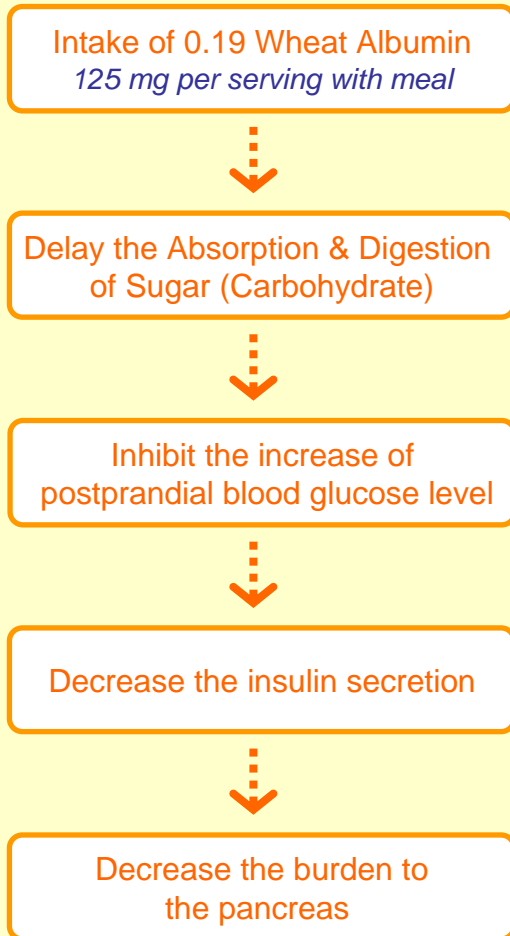 Intake of 0.19 Wheat Albumin
125 mg per serving with meal
Delay the Absorption & Digestion
of Sugar (Carbohydrate)
Inhibit the increase of
postprandial blood glucose level
Decrease the insulin secretion
Decrease the burden to
the pancreas